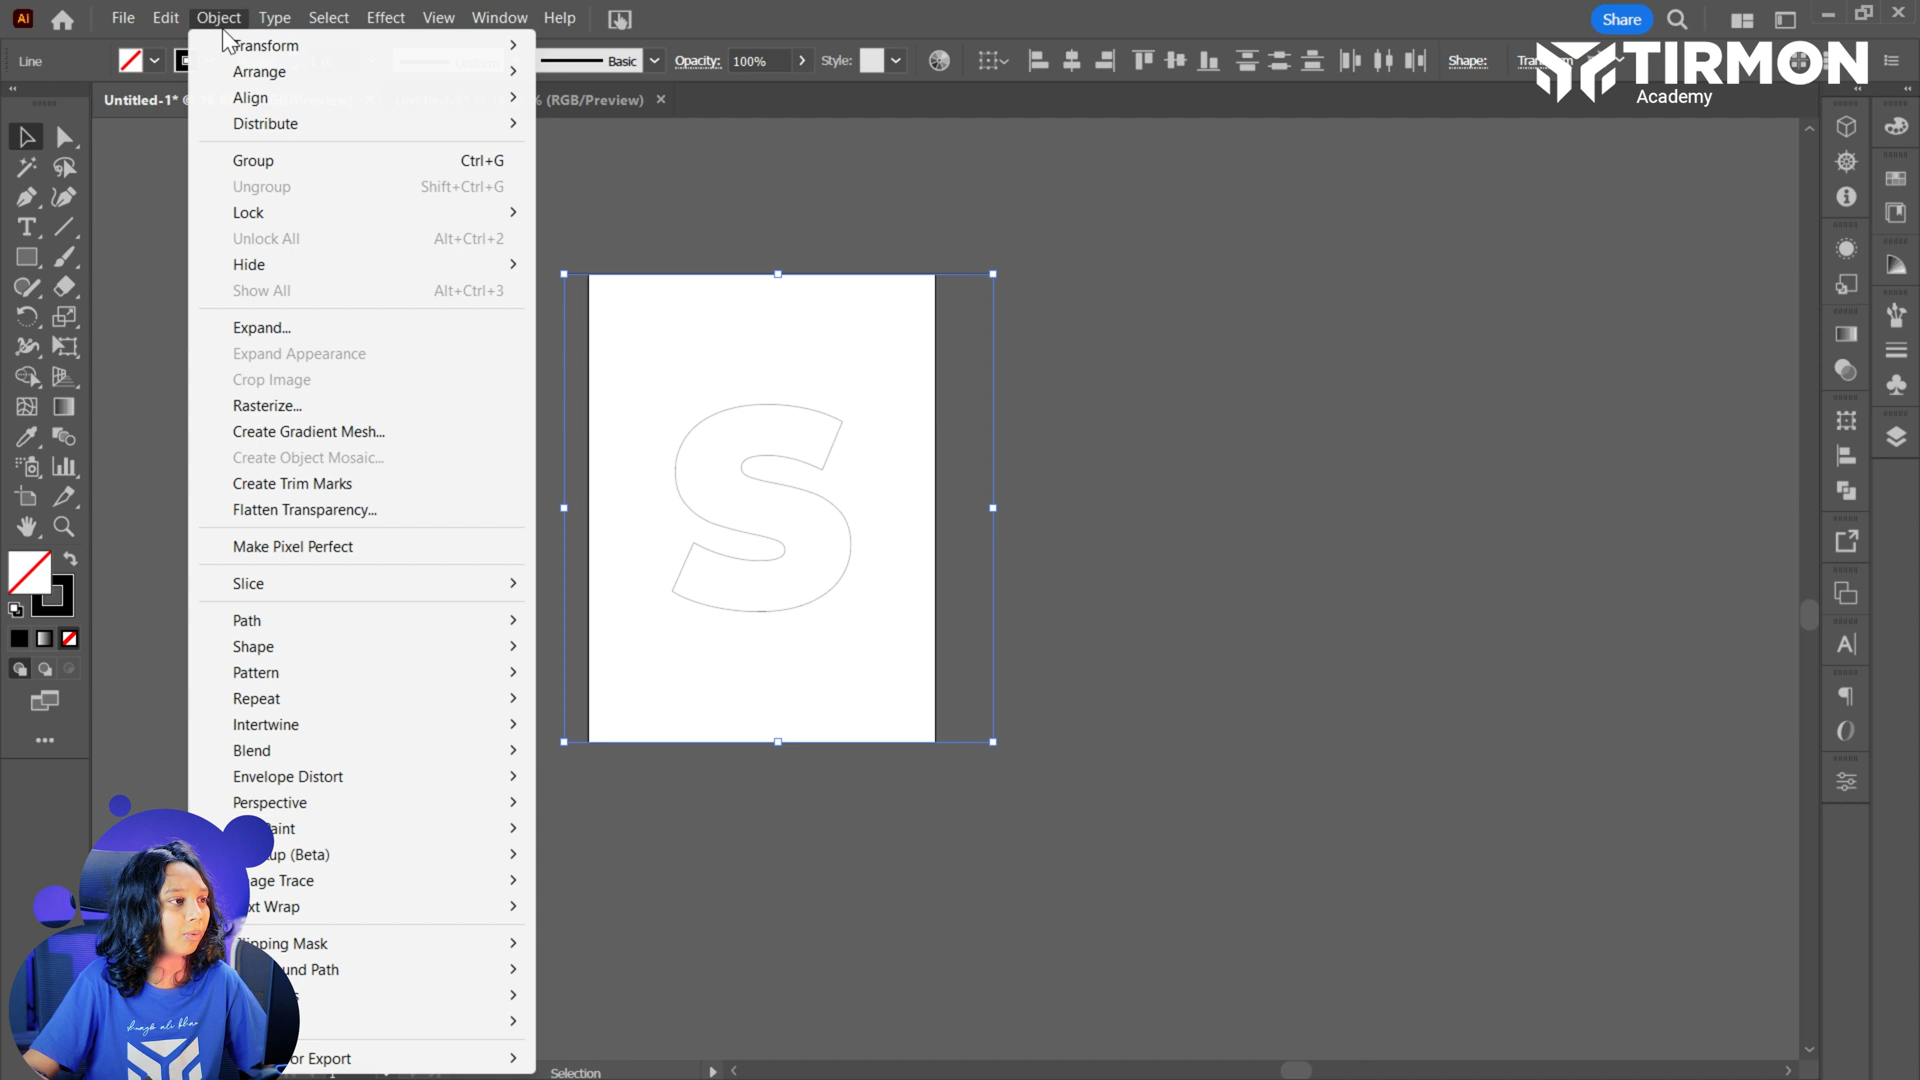 Ai File Edit Object Type Select Effect View Window Help Share
Line Basic Opacity: 100% Style: Shape:
TIRMON
Academy
Untitled-1* % (RGB/Preview)
Transform
Arrange
Align
Distribute
Group Ctrl+G
Ungroup Shift+Ctrl+G
Lock
Unlock All Alt+Ctrl+2
Hide
Show All Alt+Ctrl+3
Expand...
Expand Appearance
Crop Image
Rasterize...
Create Gradient Mesh...
Create Object Mosaic...
Create Trim Marks
Flatten Transparency...
Make Pixel Perfect
Slice
Path
Shape
Pattern
Repeat
Intertwine
Blend
Envelope Distort
Perspective
aint
up (Beta)
age Trace
xt Wrap
ipping Mask
und Path
or Export
S
Selection